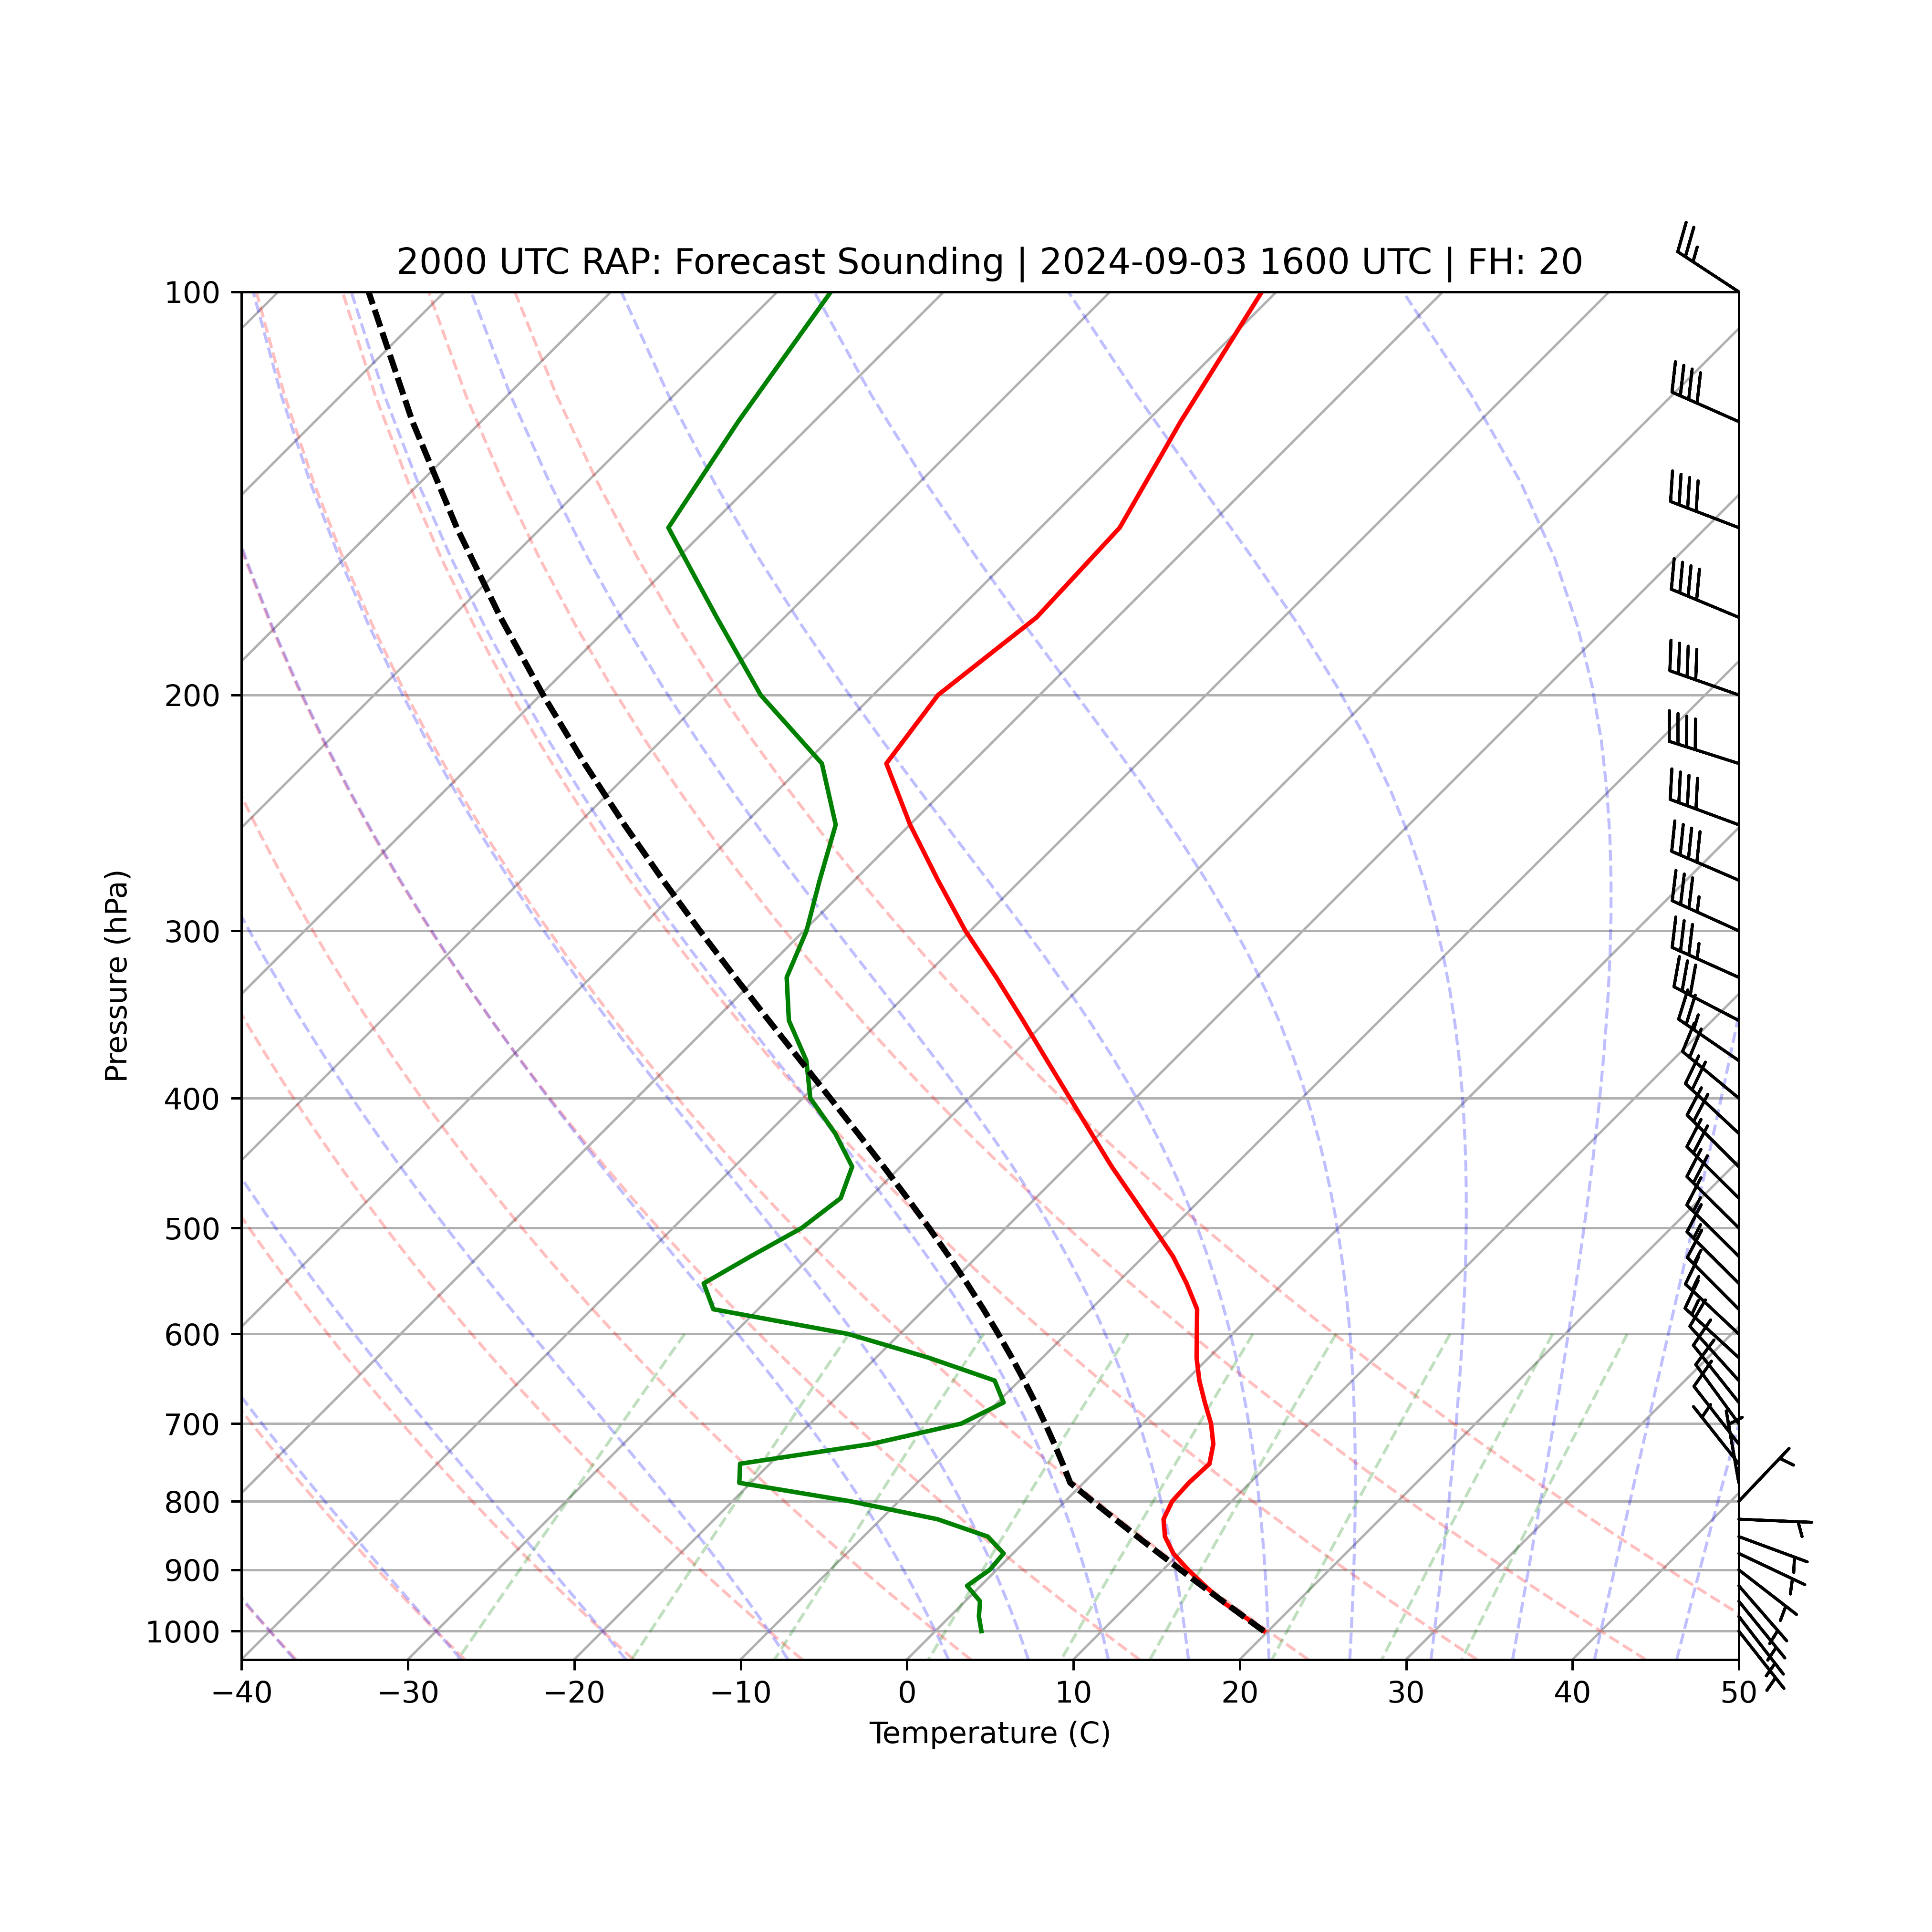 2000 UTC RAP: Forecast Sounding | 2024-09-03 1600 UTC | FH: 20
100
200
300
400
500
600
700
800
900
1000
Pressure (hPa)
−40 −30 −20 −10 0 10 20 30 40 50
Temperature (C)